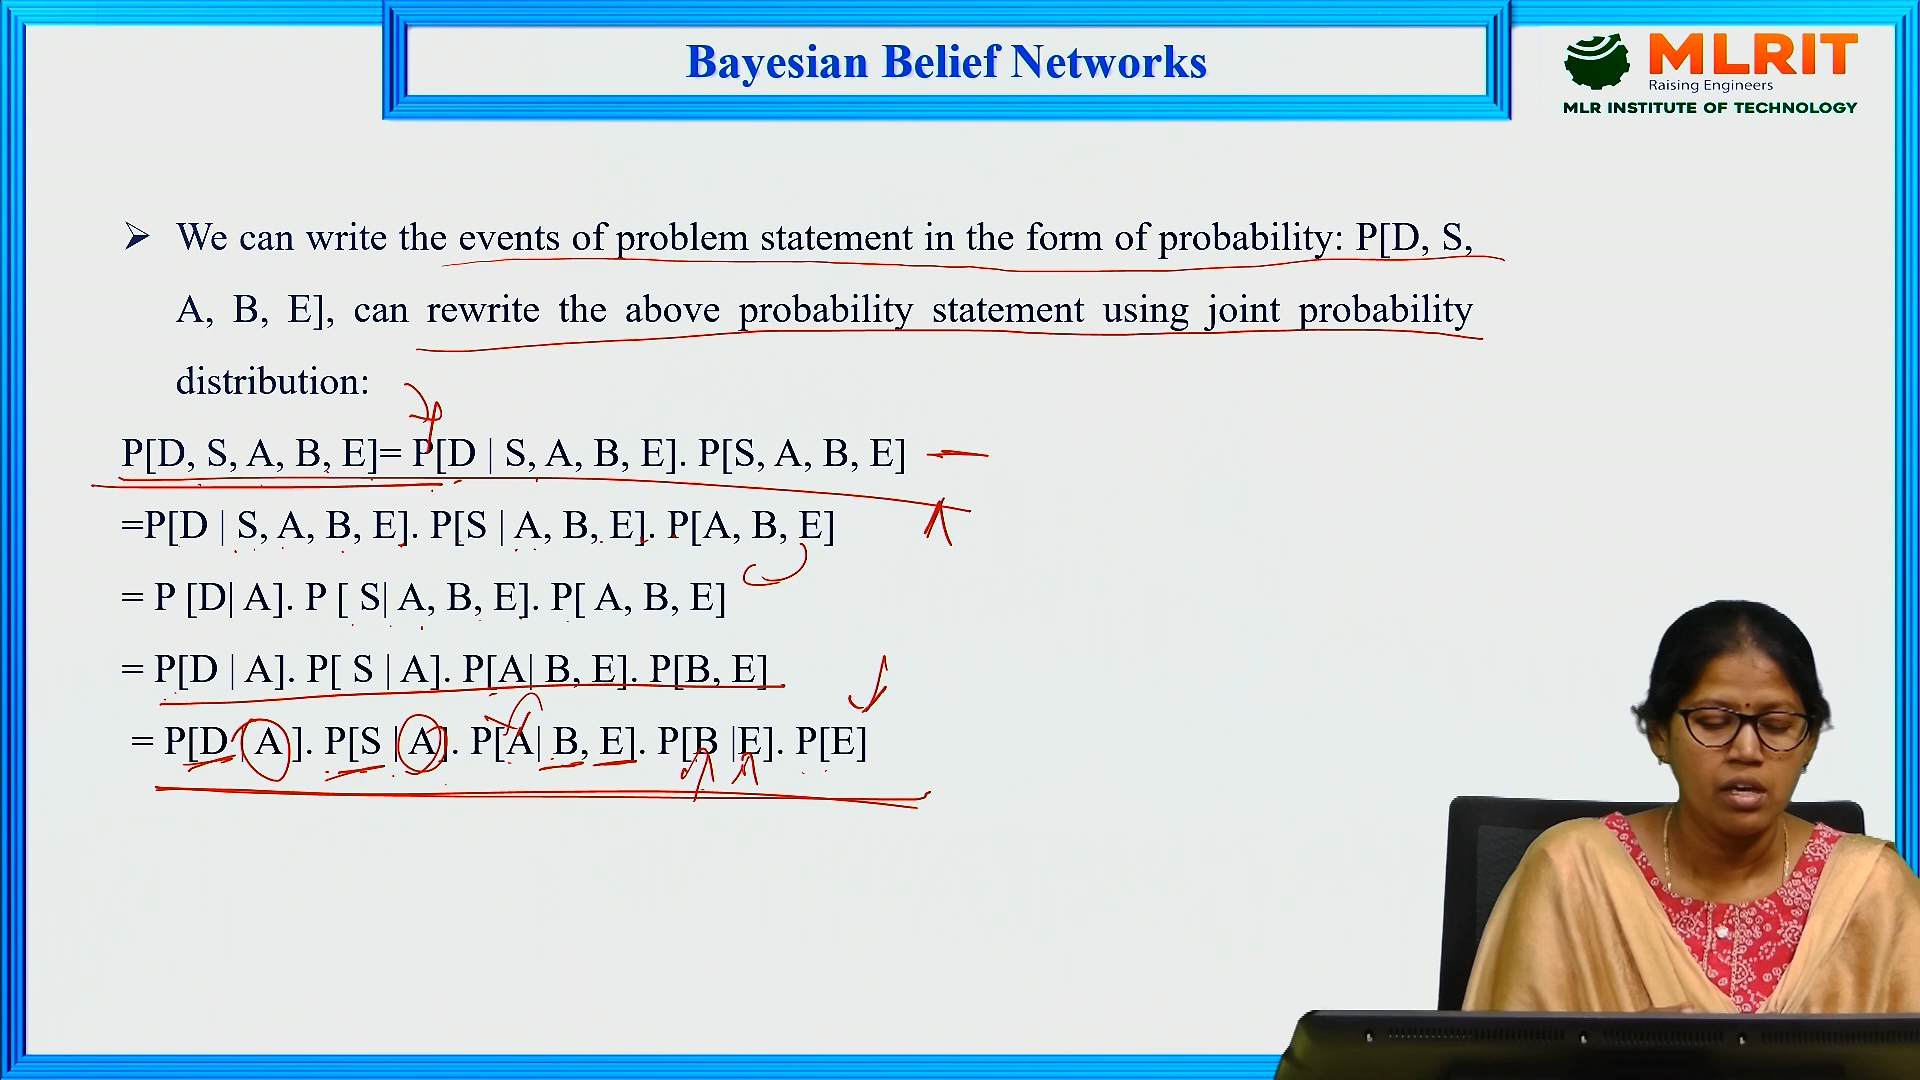 Bayesian Belief Networks
MLRIT
Raising Engineers
MLR INSTITUTE OF TECHNOLOGY
➢ We can write the events of problem statement in the form of probability: P[D, S,
A, B, E], can rewrite the above probability statement using joint probability
distribution:
P[D, S, A, B, E]= P[D | S, A, B, E]. P[S, A, B, E]
=P[D | S, A, B, E]. P[S | A, B, E]. P[A, B, E]
= P [D| A]. P [ S| A, B, E]. P[ A, B, E]
= P[D | A]. P[ S | A]. P[A| B, E]. P[B, E]
= P[D | A ]. P[S | A]. P[A| B, E]. P[B |E]. P[E]